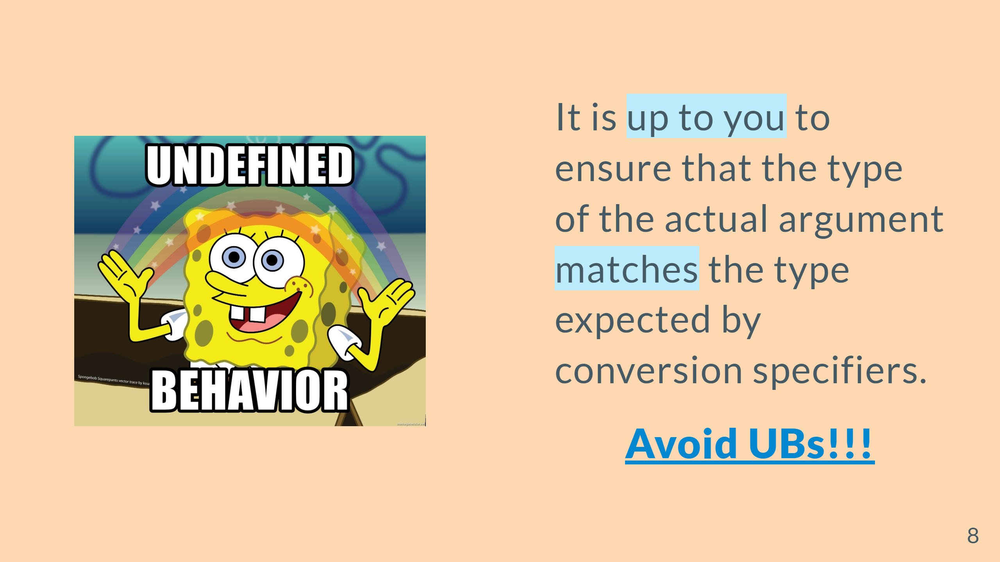 UNDEFINED
Spongebob Squarepants vector trace by kssa
BEHAVIOR
memegenerator.net
It is up to you to
ensure that the type
of the actual argument
matches the type
expected by
conversion specifiers.
Avoid UBs!!!
8